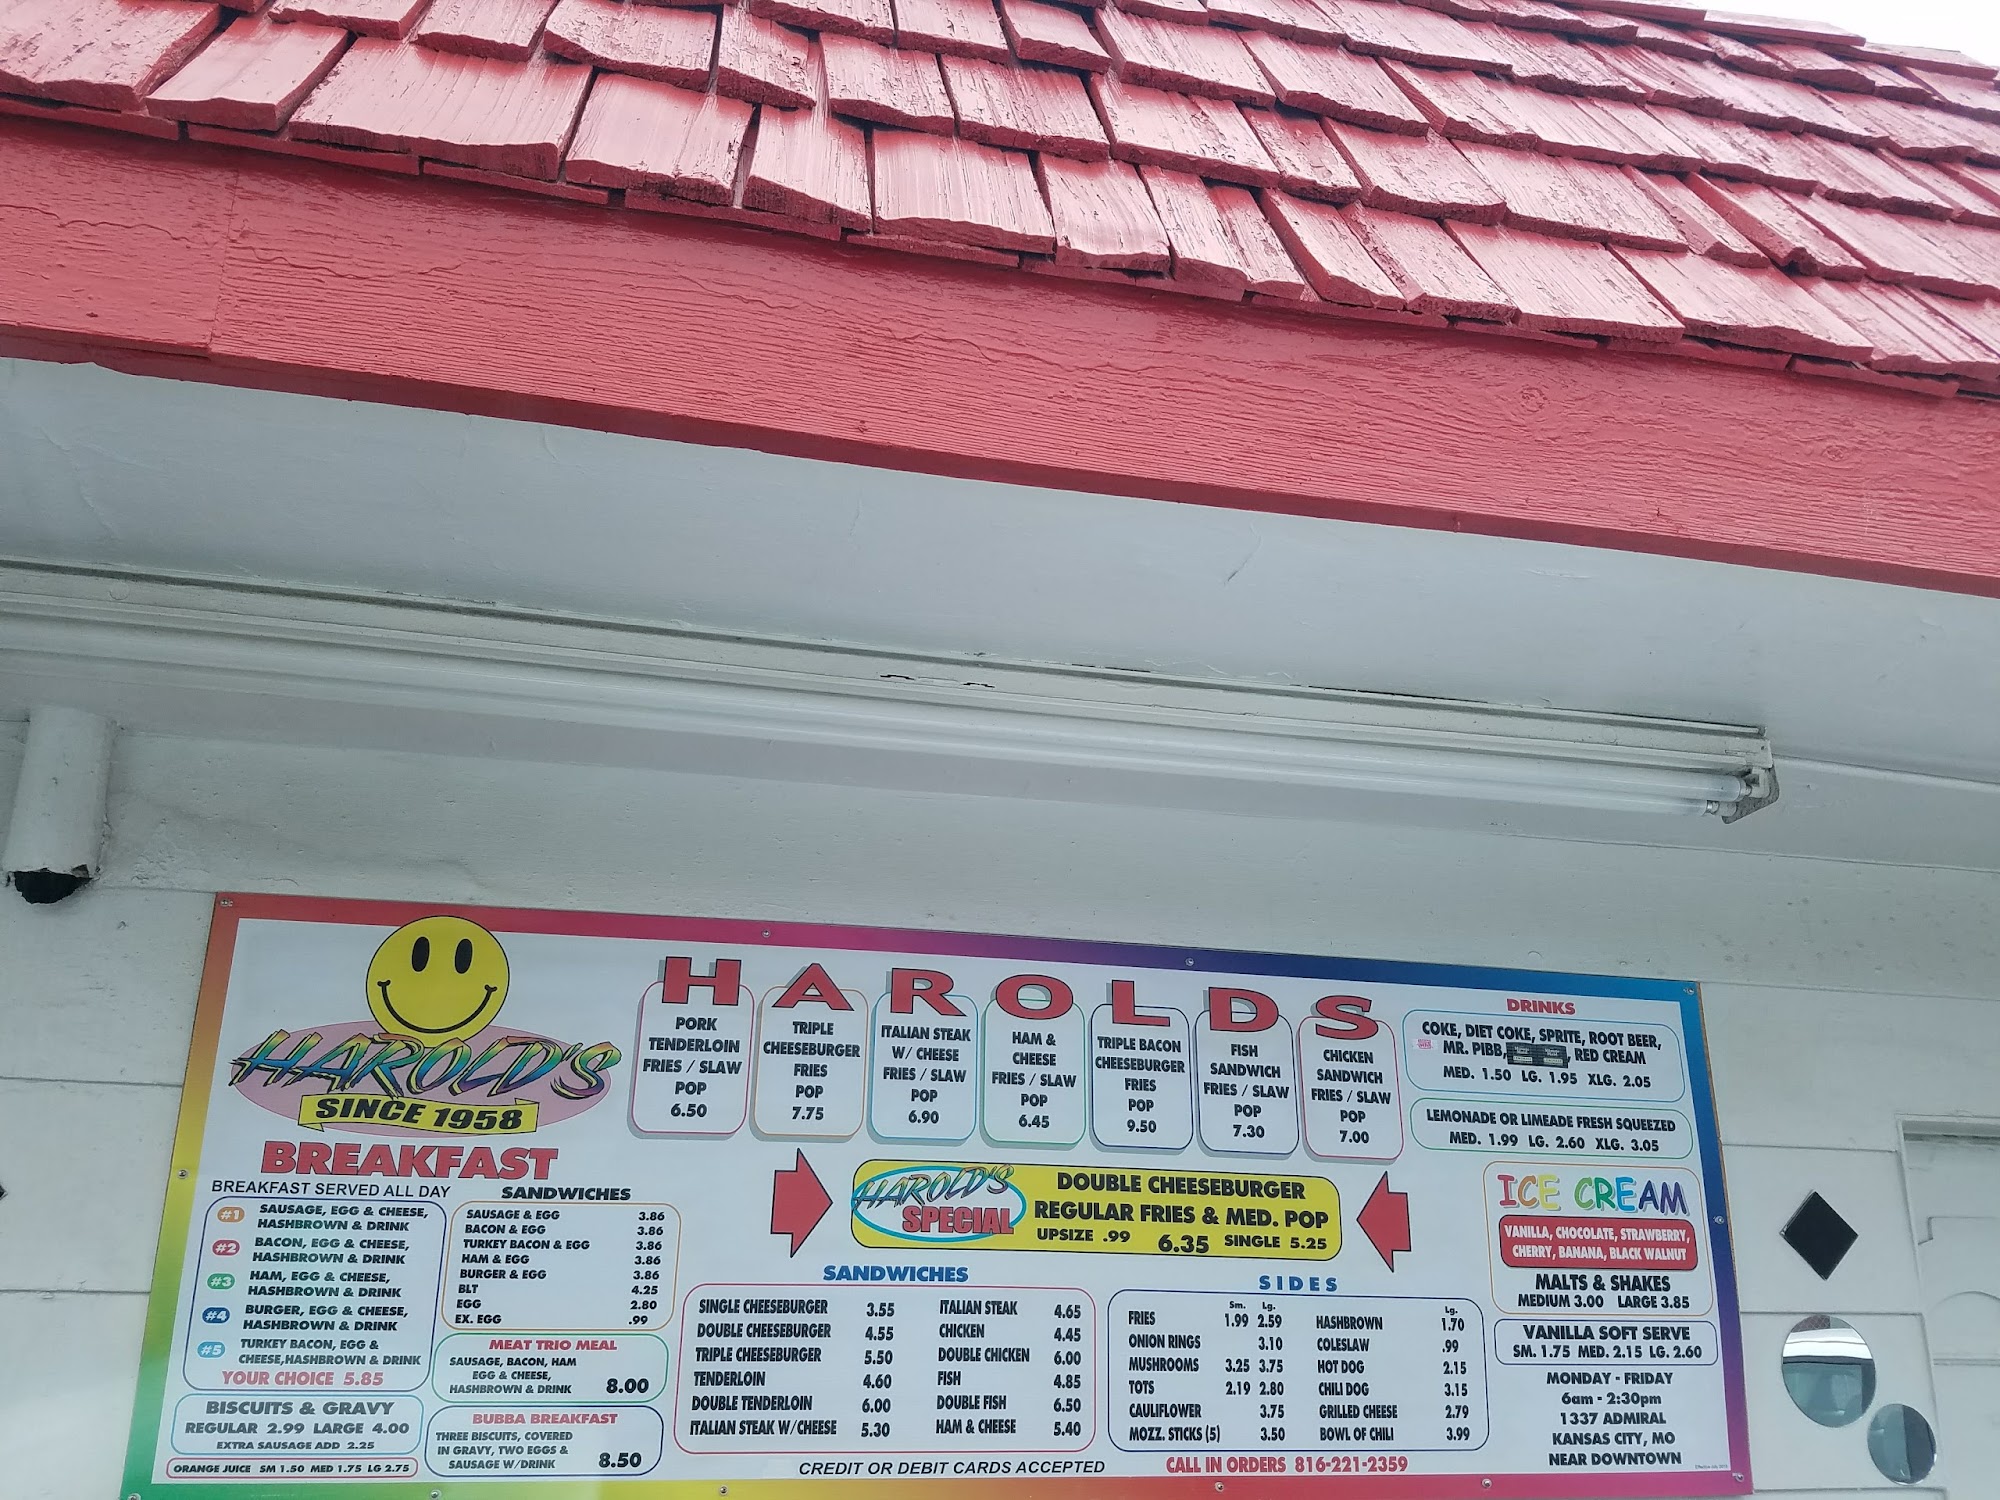 HAROLD'S
SINCE 1958
BREAKFAST
BREAKFAST SERVED ALL DAY
#1 SAUSAGE, EGG & CHEESE,
HASHBROWN & DRINK
#2 BACON, EGG & CHEESE,
HASHBROWN & DRINK
#3 HAM, EGG & CHEESE,
HASHBROWN & DRINK
#4 BURGER, EGG & CHEESE,
HASHBROWN & DRINK
#5 TURKEY BACON, EGG &
CHEESE, HASHBROWN & DRINK
YOUR CHOICE 5.85
BISCUITS & GRAVY
REGULAR 2.99 LARGE 4.00
EXTRA SAUSAGE ADD 2.25
ORANGE JUICE SM 1.50 MED 1.75 LG 2.75
SANDWICHES
SAUSAGE & EGG 3.86
BACON & EGG 3.86
TURKEY BACON & EGG 3.86
HAM & EGG 3.86
BURGER & EGG 3.86
BLT 4.25
EGG 2.80
EX. EGG .99
MEAT TRIO MEAL
SAUSAGE, BACON, HAM
EGG & CHEESE,
HASHBROWN & DRINK 8.00
BUBBA BREAKFAST
THREE BISCUITS, COVERED
IN GRAVY, TWO EGGS &
SAUSAGE W/DRINK 8.50
HAROLDS
PORK
TENDERLOIN
FRIES / SLAW
POP
6.50
TRIPLE
CHEESEBURGER
FRIES
POP
7.75
ITALIAN STEAK
W/ CHEESE
FRIES / SLAW
POP
6.90
HAM &
CHEESE
FRIES / SLAW
POP
6.45
TRIPLE BACON
CHEESEBURGER
FRIES
POP
9.50
FISH
SANDWICH
FRIES / SLAW
POP
7.30
CHICKEN
SANDWICH
FRIES / SLAW
POP
7.00
HAROLD'S
SPECIAL
DOUBLE CHEESEBURGER
REGULAR FRIES & MED. POP
UPSIZE .99 6.35 SINGLE 5.25
SANDWICHES
SINGLE CHEESEBURGER 3.55
DOUBLE CHEESEBURGER 4.55
TRIPLE CHEESEBURGER 5.50
TENDERLOIN 4.60
DOUBLE TENDERLOIN 6.00
ITALIAN STEAK W/CHEESE 5.30
ITALIAN STEAK 4.65
CHICKEN 4.45
DOUBLE CHICKEN 6.00
FISH 4.85
DOUBLE FISH 6.50
HAM & CHEESE 5.40
CREDIT OR DEBIT CARDS ACCEPTED
SIDES
Sm. Lg.
FRIES 1.99 2.59
ONION RINGS 3.10
MUSHROOMS 3.25 3.75
TOTS 2.19 2.80
CAULIFLOWER 3.75
MOZZ. STICKS (5) 3.50
Lg.
HASHBROWN 1.70
COLESLAW .99
HOT DOG 2.15
CHILI DOG 3.15
GRILLED CHEESE 2.79
BOWL OF CHILI 3.99
CALL IN ORDERS 816-221-2359
DRINKS
COKE, DIET COKE, SPRITE, ROOT BEER,
MR. PIBB, , RED CREAM
MED. 1.50 LG. 1.95 XLG. 2.05
LEMONADE OR LIMEADE FRESH SQUEEZED
MED. 1.99 LG. 2.60 XLG. 3.05
ICE CREAM
VANILLA, CHOCOLATE, STRAWBERRY,
CHERRY, BANANA, BLACK WALNUT
MALTS & SHAKES
MEDIUM 3.00 LARGE 3.85
VANILLA SOFT SERVE
SM. 1.75 MED. 2.15 LG. 2.60
MONDAY - FRIDAY
6am - 2:30pm
1337 ADMIRAL
KANSAS CITY, MO
NEAR DOWNTOWN